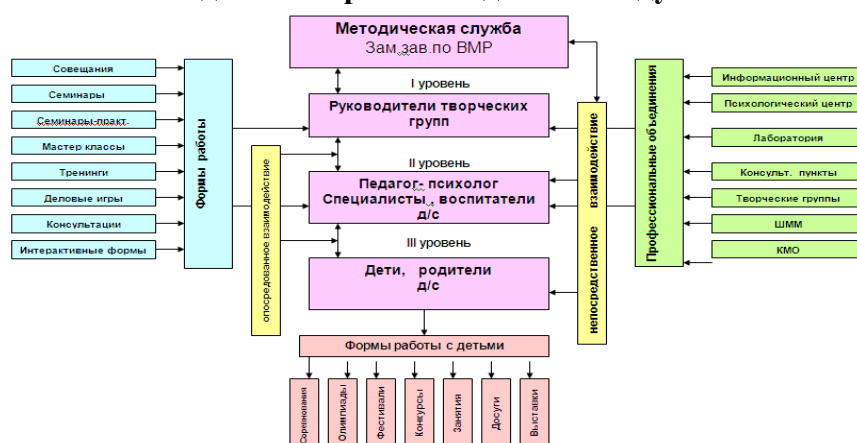 Методическая служба
Зам.зав.по ВМР
I уровень
Руководители творческих
групп
II уровень
Педагог- психолог
Специалисты , воспитатели
д/с
III уровень
Дети, родители
д/с
Формы работы с детьми
Соревнования
Олимпиады
Фестивали
Конкурсы
Занятия
Досуги
Выставки
Совещания
Семинары
Семинары-практ.
Мастер классы
Тренинги
Деловые игры
Консультации
Интерактивные формы
Формы работы
опосредованное взаимодействие
непосредственное взаимодействие
Профессиональные объединения
Информационный центр
Психологический центр
Лаборатория
Консульт. пункты
Творческие группы
ШММ
КМО